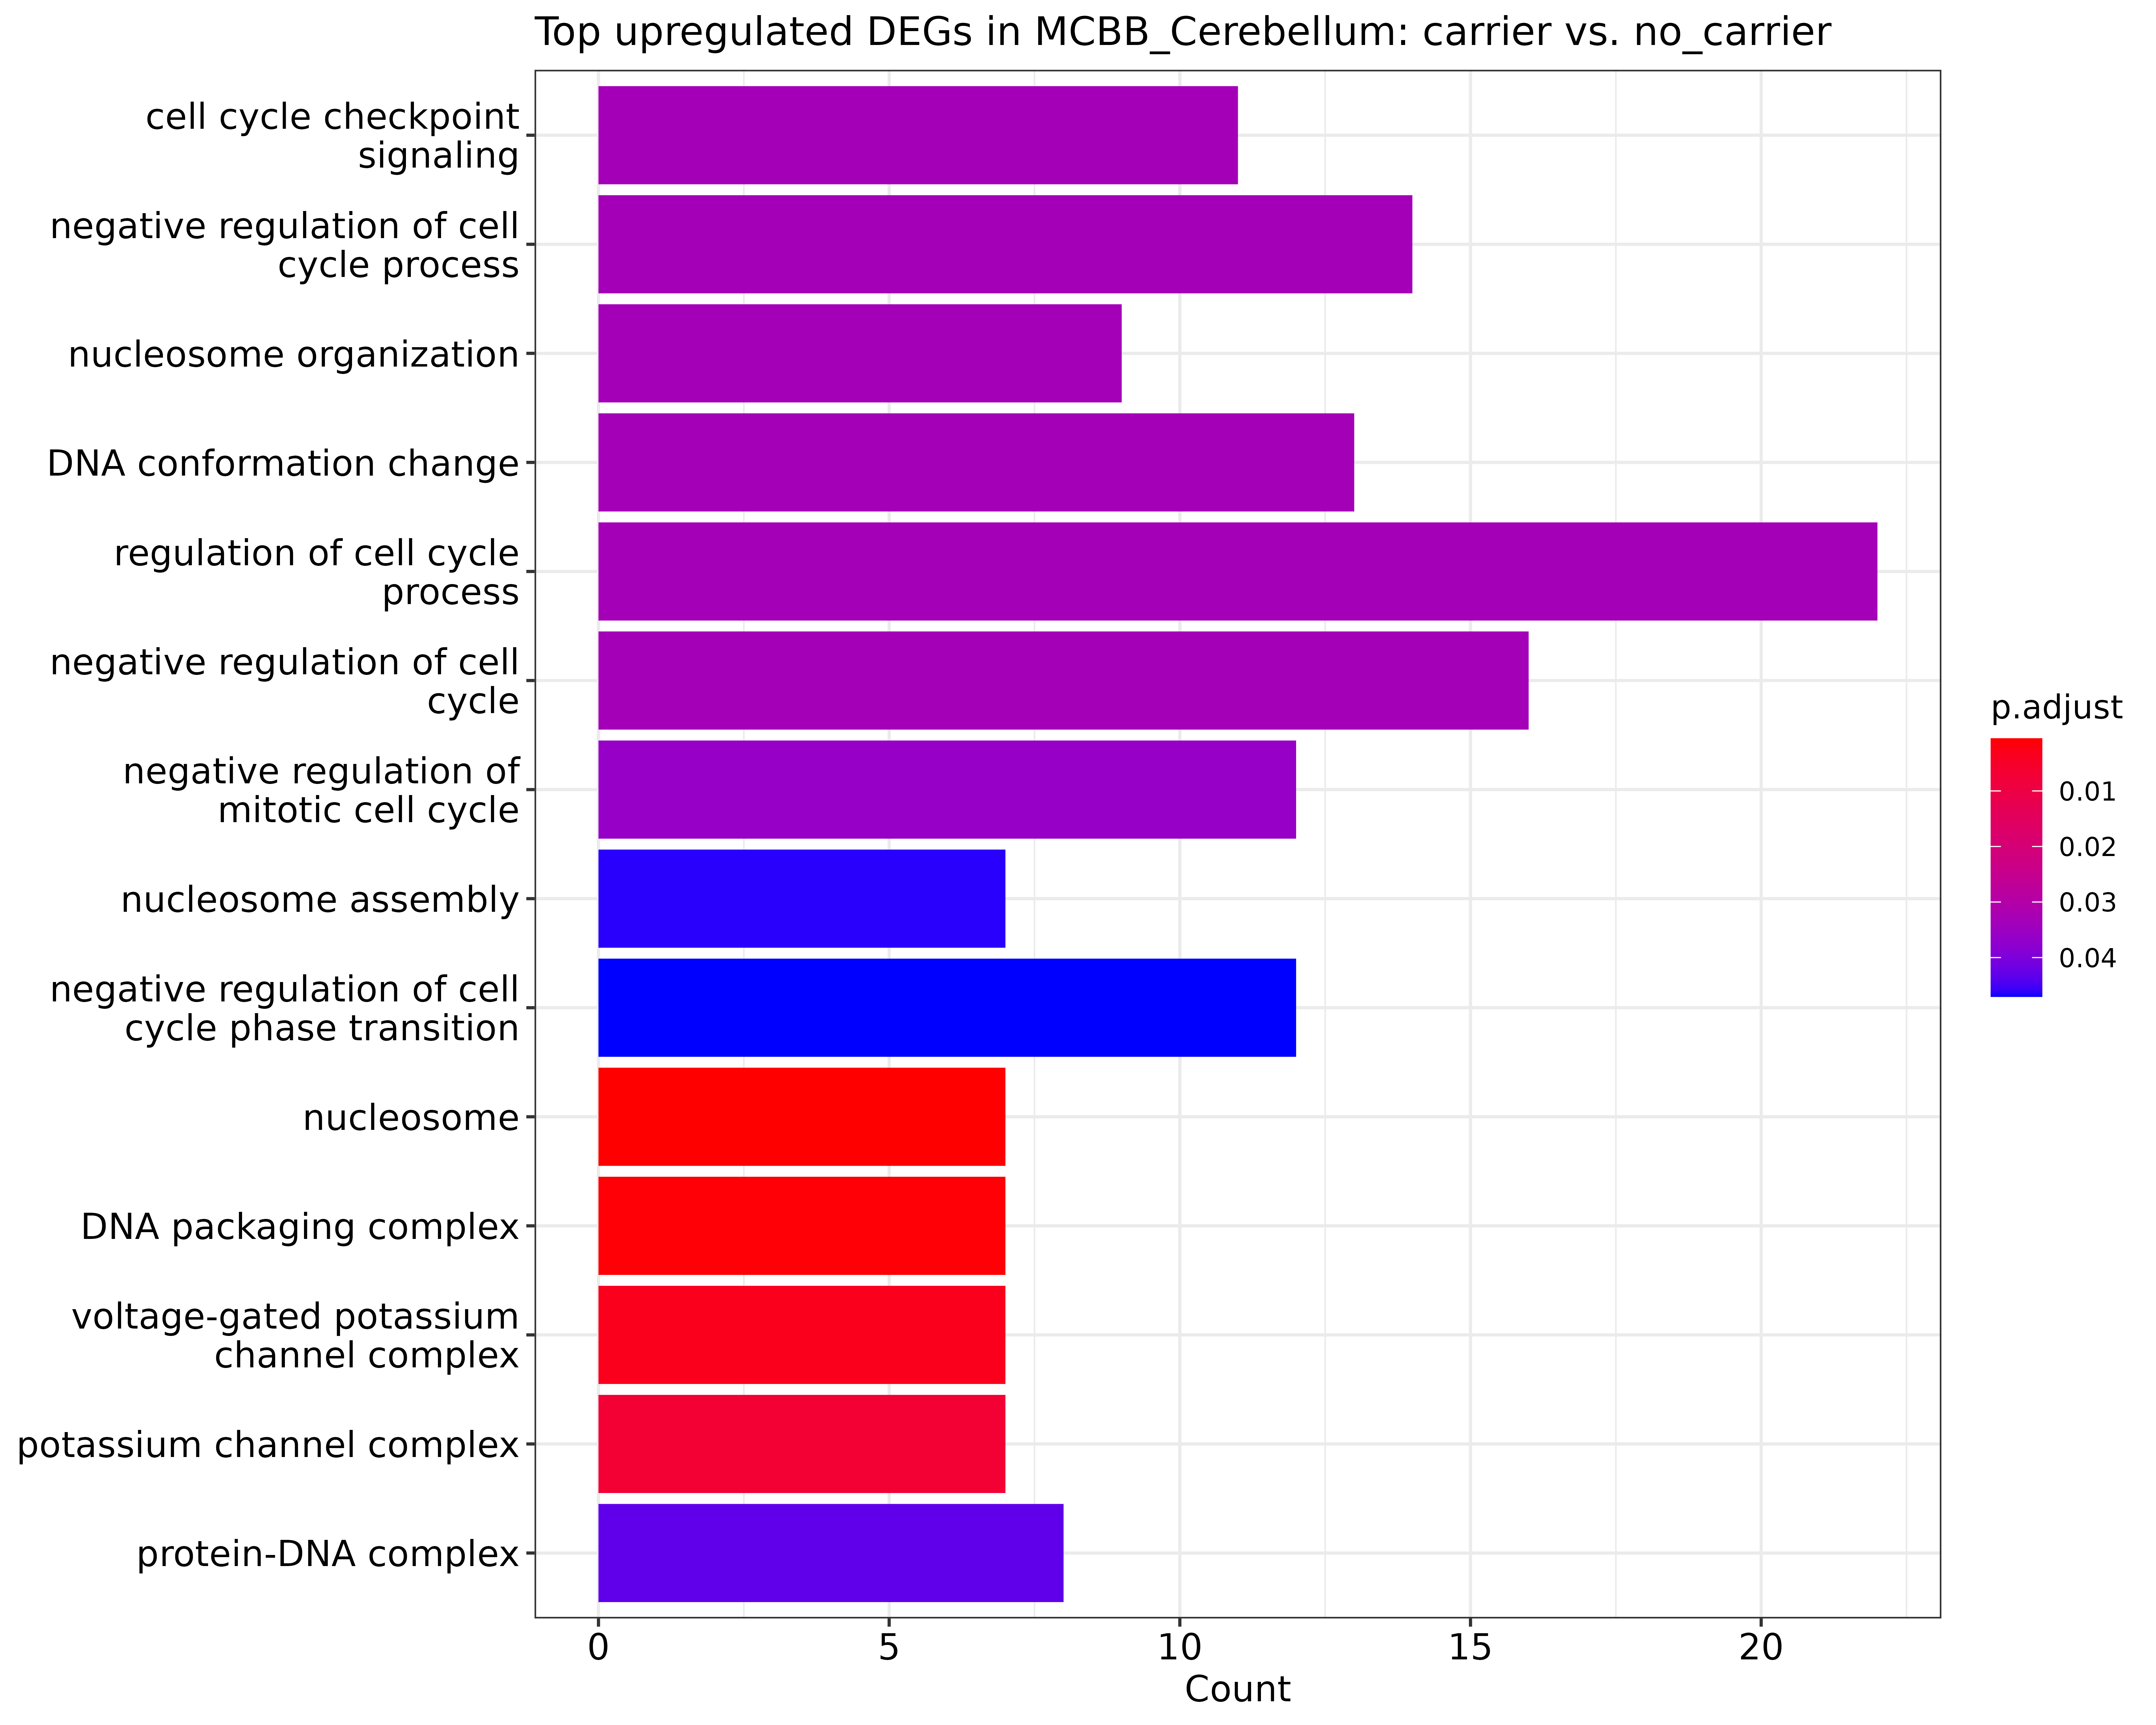 Top upregulated DEGs in MCBB_Cerebellum: carrier vs. no_carrier
cell cycle checkpoint
signaling
negative regulation of cell
cycle process
nucleosome organization
DNA conformation change
regulation of cell cycle
process
negative regulation of cell
cycle
negative regulation of
mitotic cell cycle
nucleosome assembly
negative regulation of cell
cycle phase transition
nucleosome
DNA packaging complex
voltage-gated potassium
channel complex
potassium channel complex
protein-DNA complex
0
5
10
15
20
Count
p.adjust
0.01
0.02
0.03
0.04